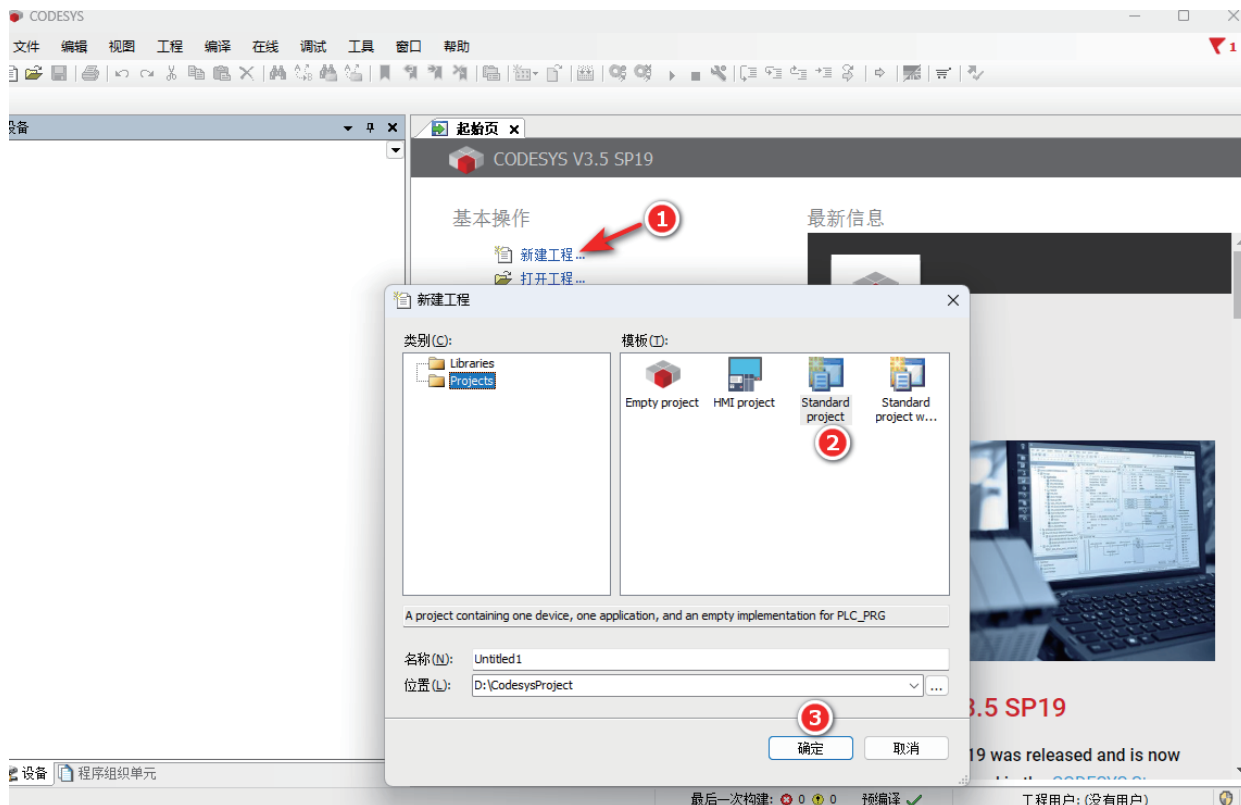 CODESYS
文件 编辑 视图 工程 编译 在线 调试 工具 窗口 帮助
1
设备
起始页
CODESYS V3.5 SP19
基本操作
最新信息
1
新建工程...
打开工程...
新建工程
类别(C):
模板(T):
Libraries
Projects
Empty project
HMI project
Standard project
Standard project w...
2
A project containing one device, one application, and an empty implementation for PLC_PRG
名称(N): Untitled1
位置(L): D:\CodesysProject
...
3
确定
取消
3.5 SP19
19 was released and is now
设备
程序组织单元
最后一次构建: 0 0 预编译
工程用户: (没有用户)